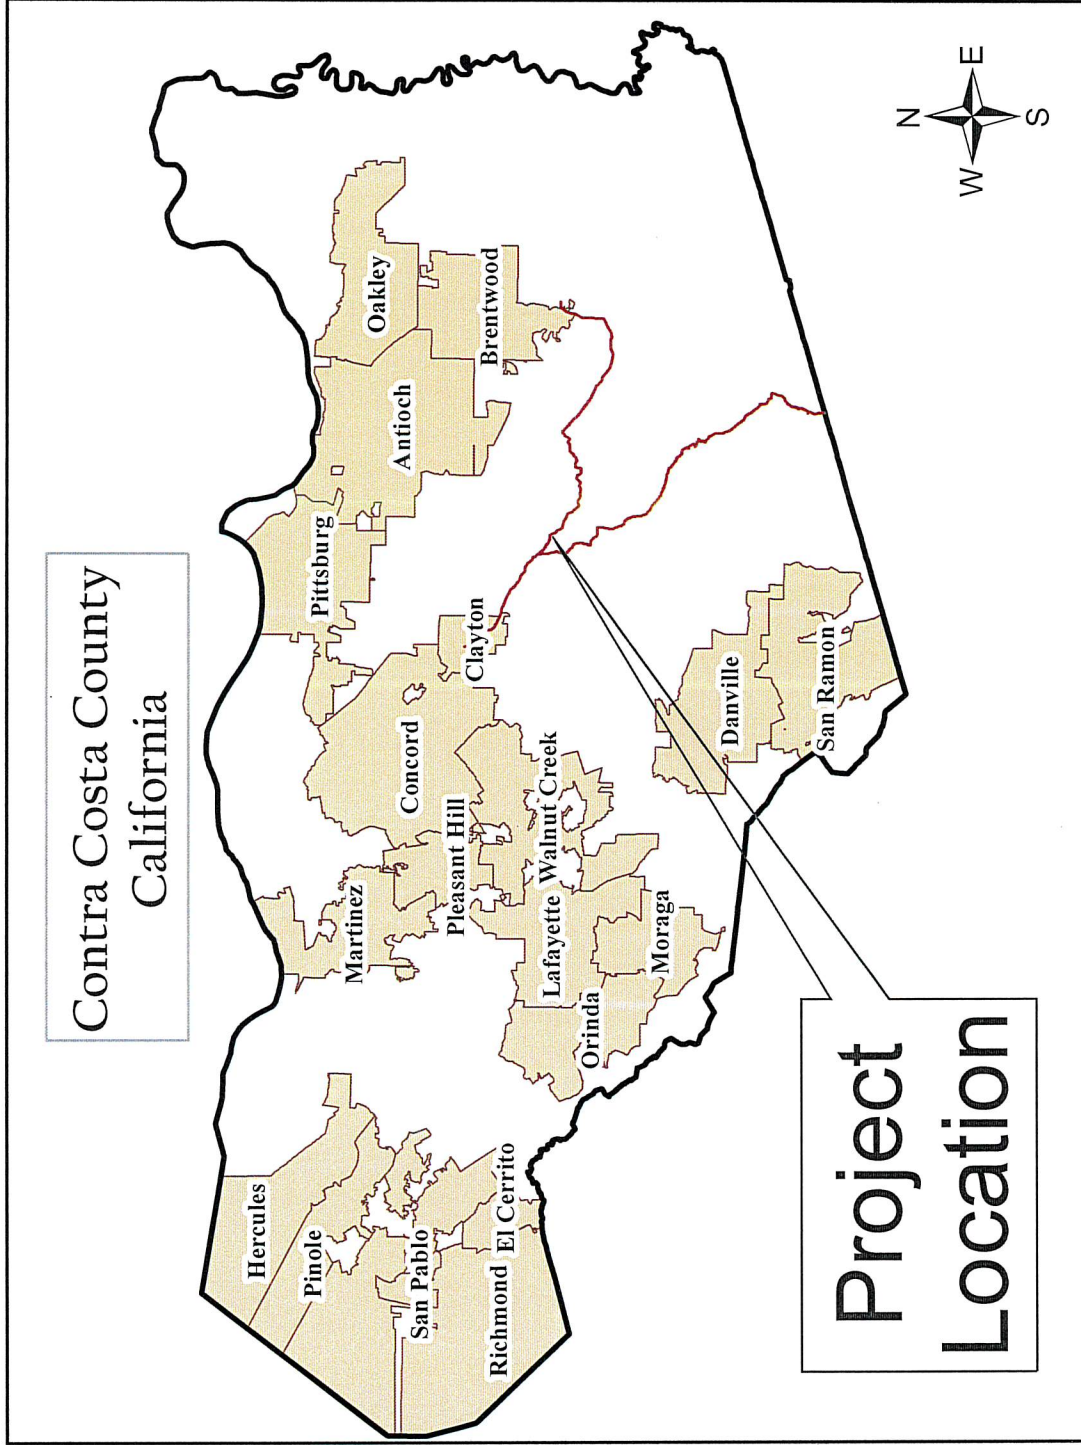 Contra Costa County
California
Hercules
Pinole
San Pablo
Richmond
El Cerrito
Martinez
Pleasant Hill
Concord
Lafayette
Walnut Creek
Orinda
Moraga
Clayton
Pittsburg
Antioch
Oakley
Brentwood
Danville
San Ramon
Project
Location
N
W
E
S